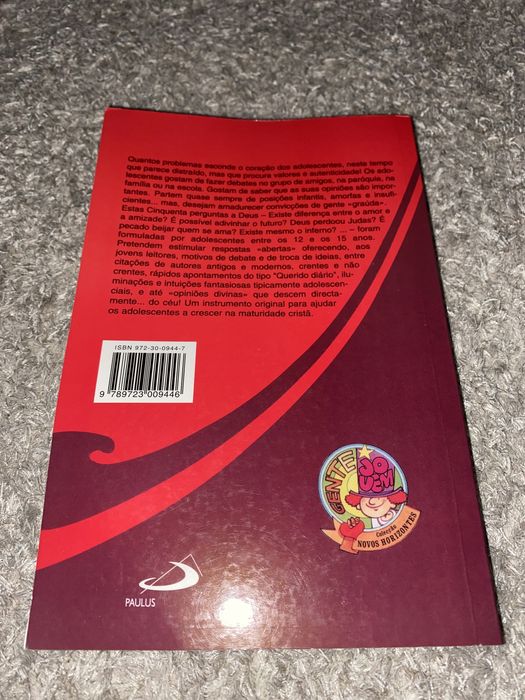 Quantos problemas esconde o coração dos adolescentes, neste tempo
que parece distraído, mas que procura valores e autenticidade! Os ado-
lescentes gostam de fazer debates no grupo de amigos, na paróquia, na
família ou na escola. Gostam de saber que as suas opiniões são impor-
tantes. Partem quase sempre de posições infantis, amortas e insufi-
cientes... mas, desejam amadurecer convicções de gente «graúda».
Estas Cinquenta perguntas a Deus – Existe diferença entre o amor e
a amizade? É possível adivinhar o futuro? Deus perdoou Judas? É
pecado beijar quem se ama? Existe mesmo o inferno? ... – foram
formuladas por adolescentes entre os 12 e os 15 anos.
Pretendem estimular respostas «abertas» oferecendo, aos
jovens leitores, motivos de debate e de troca de ideias, entre
citações de autores antigos e modernos, crentes e não
crentes, rápidos apontamentos do tipo "Querido diário", ilu-
minações e intuições fantasiosas tipicamente adolescen-
ciais, e até «opiniões divinas» que descem directa-
mente... do céu! Um instrumento original para ajudar
os adolescentes a crescer na maturidade cristã.
ISBN 972-30-0944-7
9 789723 009446
GENTE
JOVEM
Colecção
NOVOS HORIZONTES
PAULUS